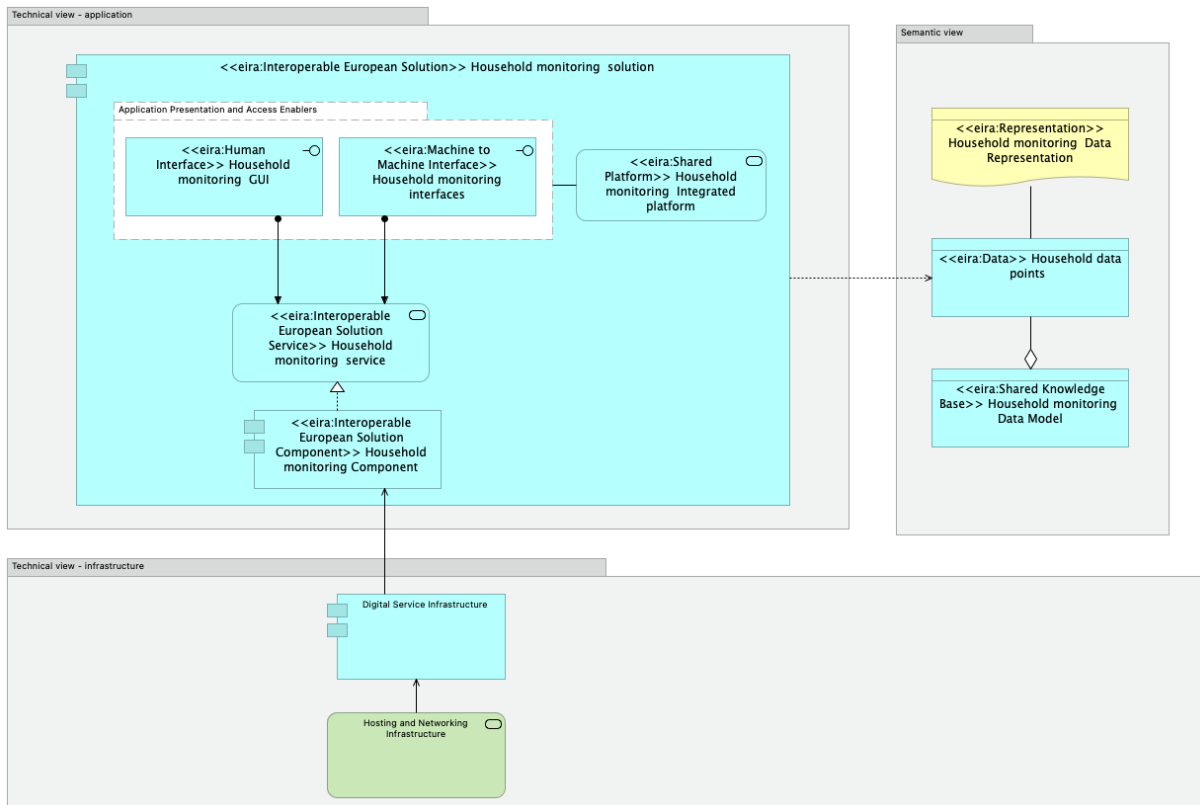 Technical view - application
<<eira:Interoperable European Solution>> Household monitoring  solution
Application Presentation and Access Enablers
<<eira:Human
Interface>> Household
monitoring  GUI
<<eira:Machine to
Machine Interface>>
Household monitoring
interfaces
<<eira:Shared
Platform>> Household
monitoring  Integrated
platform
<<eira:Interoperable
European Solution
Service>> Household
monitoring  service
<<eira:Interoperable
European Solution
Component>> Household
monitoring Component
Semantic view
<<eira:Representation>>
Household monitoring  Data
Representation
<<eira:Data>> Household data
points
<<eira:Shared Knowledge
Base>> Household monitoring
Data Model
Technical view - infrastructure
Digital Service Infrastructure
Hosting and Networking
Infrastructure